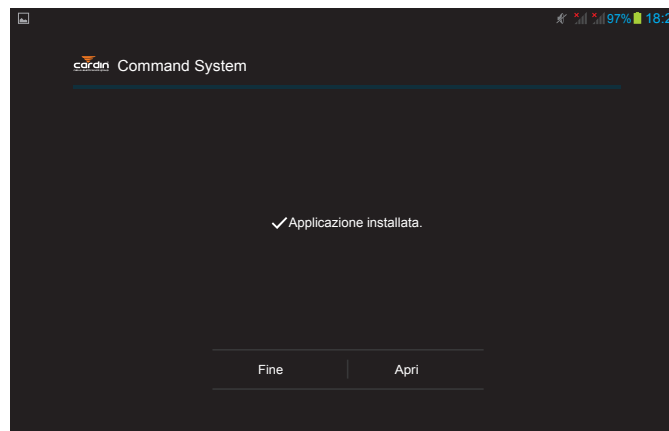 97% 18:2
cardin Command System
Applicazione installata.
Fine Apri